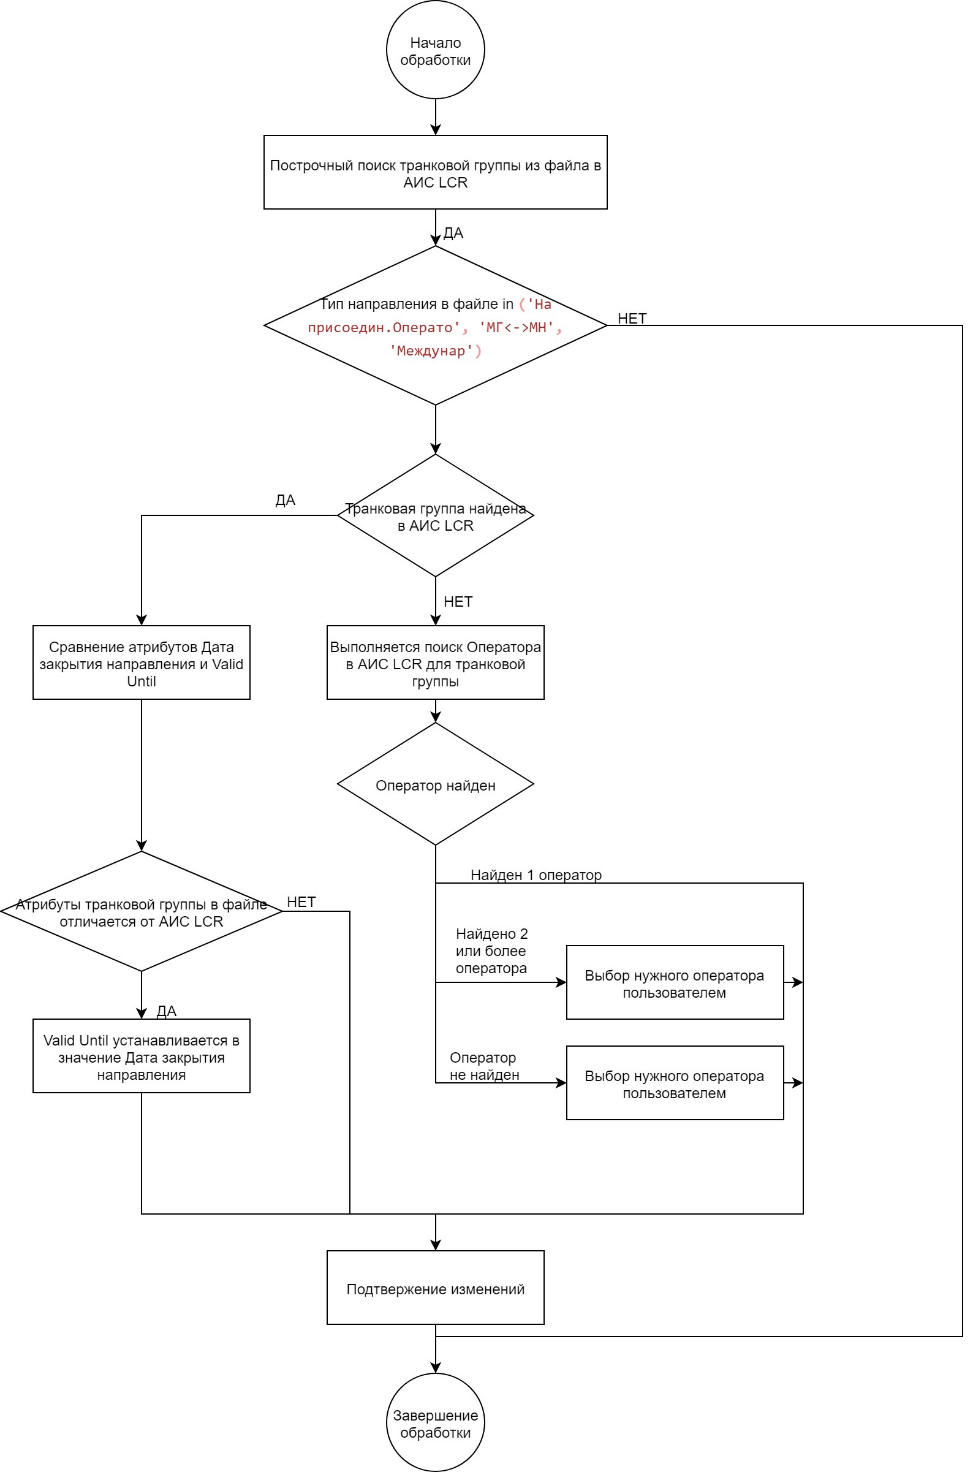 Начало
обработки
Построчный поиск транковой группы из файла в
АИС LCR
ДА
Тип направления в файле in ('На
присоедин.Операто', 'МГ<->МН',
'Междунар')
НЕТ
ДА
Транковая группа найдена
в АИС LCR
НЕТ
Сравнение атрибутов Дата
закрытия направления и Valid
Until
Выполняется поиск Оператора
в АИС LCR для транковой
группы
Оператор найден
Найден 1 оператор
Атрибуты транковой группы в файле
отличается от АИС LCR
НЕТ
Найдено 2
или более
оператора
Выбор нужного оператора
пользователем
ДА
Valid Until устанавливается в
значение Дата закрытия
направления
Оператор
не найден
Выбор нужного оператора
пользователем
Подтвержение изменений
Завершение
обработки